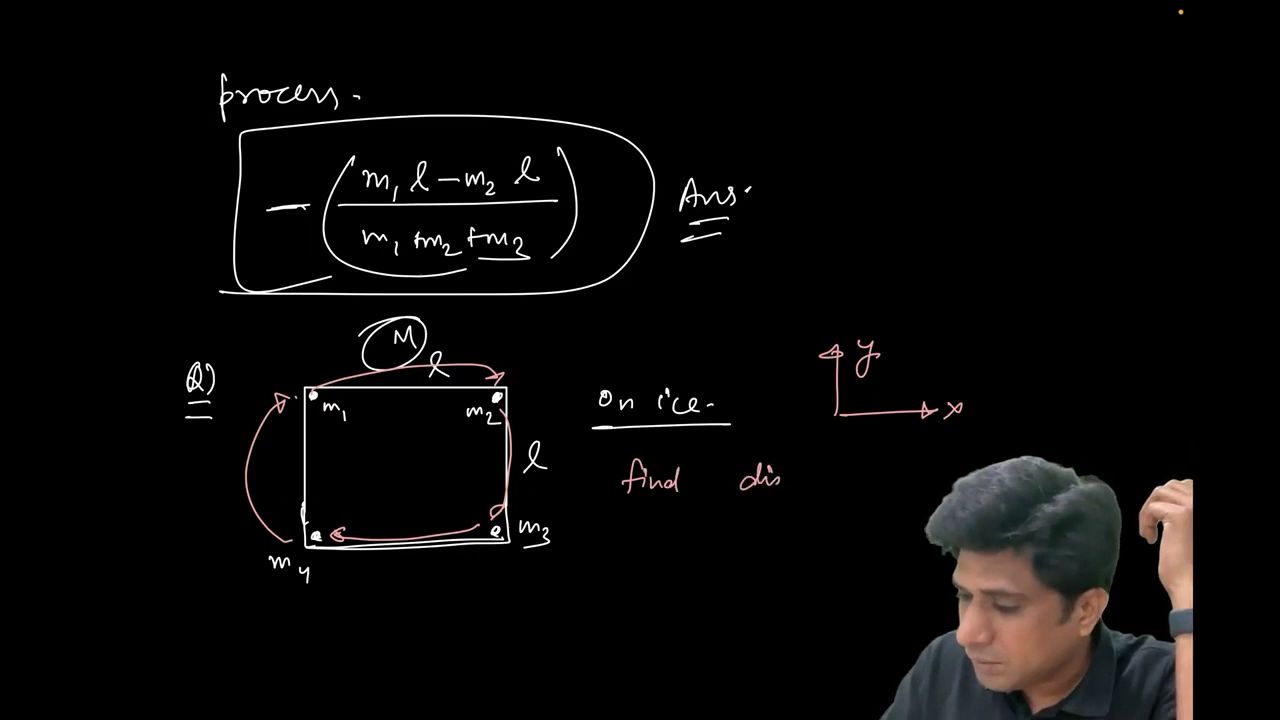 process.
- (m₁ l - m₂ l / m₁ + m₂ + m₃) Ans.
M
l
Q)
m₁ m₂
on ice.
y
x
l
find dis
m₃
m₄